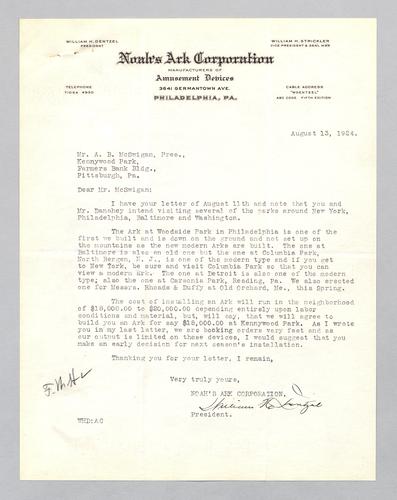 WILLIAM H. DENTZEL
PRESIDENT
WILLIAM H. STRICKLER
VICE PRESIDENT & GENL MGR
Noah's Ark Corporation
MANUFACTURERS OF
Amusement Devices
TELEPHONE
TIOGA 4930
3641 GERMANTOWN AVE.
CABLE ADDRESS
"WHENTZEL"
PHILADELPHIA, PA.
ABC CODE FIFTH EDITION
August 13, 1924.
Mr. A. B. McSwigan, Pres.,
Kennywood Park,
Farmers Bank Bldg.,
Pittsburgh, Pa.
Dear Mr. McSwigan:
I have your letter of August 11th and note that you and
Mr. Danahey intend visiting several of the parks around New York,
Philadelphia, Baltimore and Washington.
The Ark at Woodside Park in Philadelphia is one of the
first we built and is down on the ground and not set up on
the mountains as the new modern Arks are built. The one at
Baltimore is also an old one but the one at Columbia Park,
North Bergen, N. J., is one of the modern type and if you get
to New York, be sure and visit Columbia Park so that you can
view a modern Ark. The one at Detroit is also one of the modern
type; also the one at Carsonia Park, Reading, Pa. We also erected
one for Messrs. Rhoads & Duffy at Old Orchard, Me., this Spring.
The cost of installing an Ark will run in the neighborhood
of $18,000.00 to $20,000.00 depending entirely upon labor
conditions and material, but, will say, that we will agree to
build you an Ark for say $18,000.00 at Kennywood Park. As I wrote
you in my last letter, we are booking orders very fast and as
our output is limited on these devices, I would suggest that you
make an early decision for next season's installation.
Thanking you for your letter, I remain,
Very truly yours,
NOAH'S ARK CORPORATION,
William H. Dentzel
President.
WHD:AC